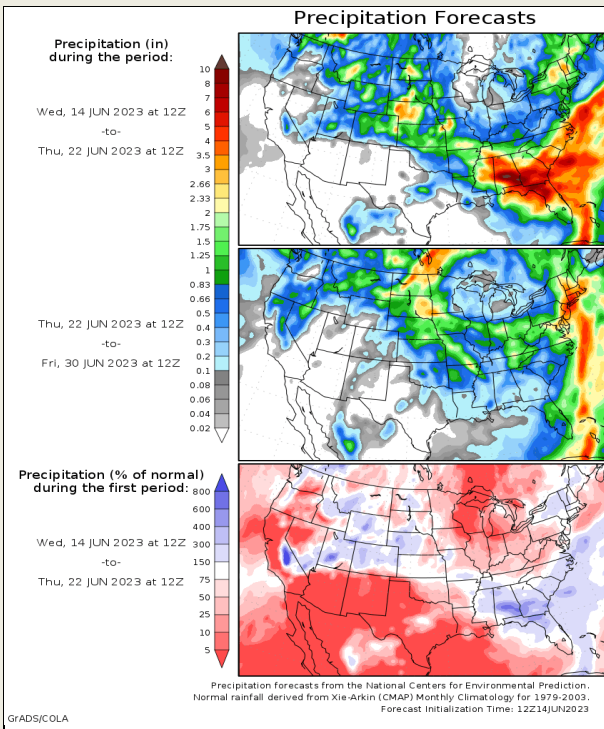 Precipitation Forecasts
Precipitation (in)
during the period:
Wed, 14 JUN 2023 at 12Z
-to-
Thu, 22 JUN 2023 at 12Z
10
8
7
6
5
4
3.5
3
2.66
2.33
2
1.75
1.5
1.25
1
0.83
0.66
0.5
0.4
0.3
0.2
0.1
0.08
0.06
0.04
0.02
Thu, 22 JUN 2023 at 12Z
-to-
Fri, 30 JUN 2023 at 12Z
Precipitation (% of normal)
during the first period:
Wed, 14 JUN 2023 at 12Z
-to-
Thu, 22 JUN 2023 at 12Z
800
600
400
300
150
75
50
25
10
5
Precipitation forecasts from the National Centers for Environmental Prediction.
Normal rainfall derived from Xie-Arkin (CMAP) Monthly Climatology for 1979-2003.
Forecast Initialization Time: 12Z14JUN2023
GrADS/COLA